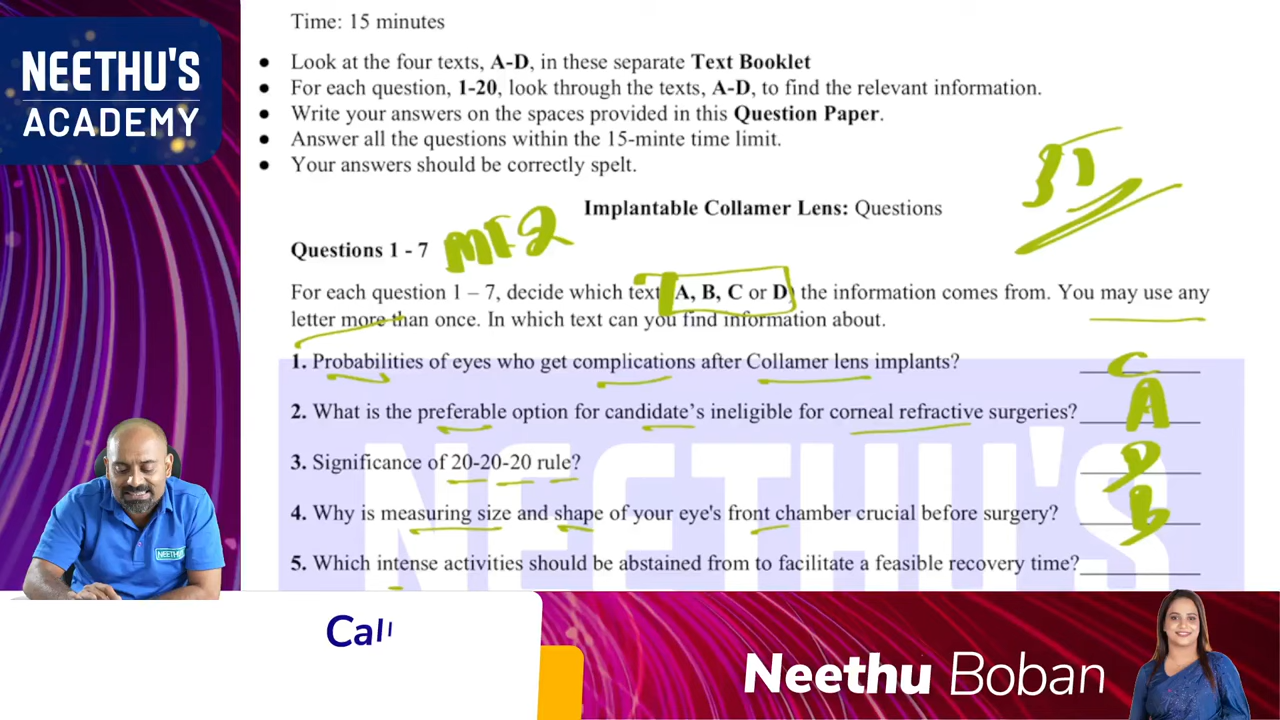 NEETHU'S
ACADEMY
Time: 15 minutes
● Look at the four texts, A-D, in these separate Text Booklet
● For each question, 1-20, look through the texts, A-D, to find the relevant information.
● Write your answers on the spaces provided in this Question Paper.
● Answer all the questions within the 15-minte time limit.
● Your answers should be correctly spelt.
Implantable Collamer Lens: Questions
Questions 1 - 7
For each question 1 – 7, decide which text A, B, C or D) the information comes from. You may use any
letter more than once. In which text can you find information about.
1. Probabilities of eyes who get complications after Collamer lens implants? C
2. What is the preferable option for candidate's ineligible for corneal refractive surgeries? A
3. Significance of 20-20-20 rule? D
4. Why is measuring size and shape of your eye's front chamber crucial before surgery? B
5. Which intense activities should be abstained from to facilitate a feasible recovery time?
NEETHU'S
NEETHU'S
Call
Neethu Boban